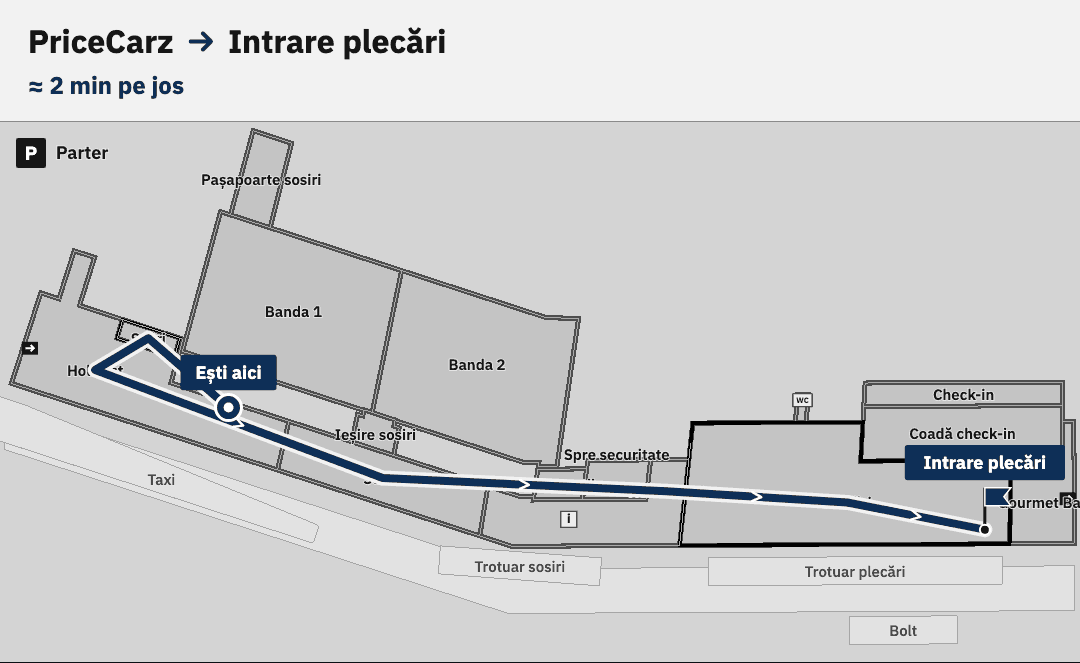 PriceCarz → Intrare plecări
≈ 2 min pe jos
P Parter
Pașapoarte sosiri
Banda 1
Banda 2
Ești aici
Ieșire sosiri
Spre securitate
WC
Check-in
Coadă check-in
Intrare plecări
i
Taxi
Trotuar sosiri
Trotuar plecări
Bolt